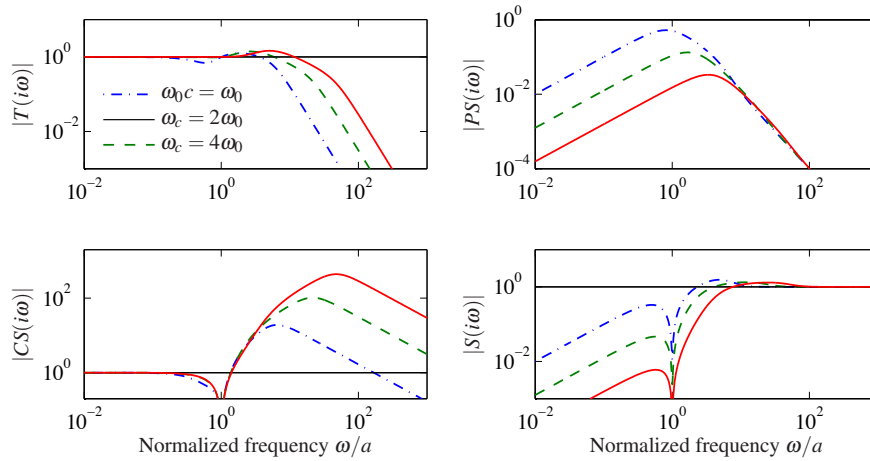 |T(iω)|
10^0
10^-2
ω0c = ω0
ωc = 2ω0
ωc = 4ω0
10^-2 10^0 10^2
|PS(iω)|
10^0
10^-2
10^-4
10^-2 10^0 10^2
|CS(iω)|
10^2
10^0
10^-2 10^0 10^2
Normalized frequency ω/a
|S(iω)|
10^0
10^-2
10^-2 10^0 10^2
Normalized frequency ω/a